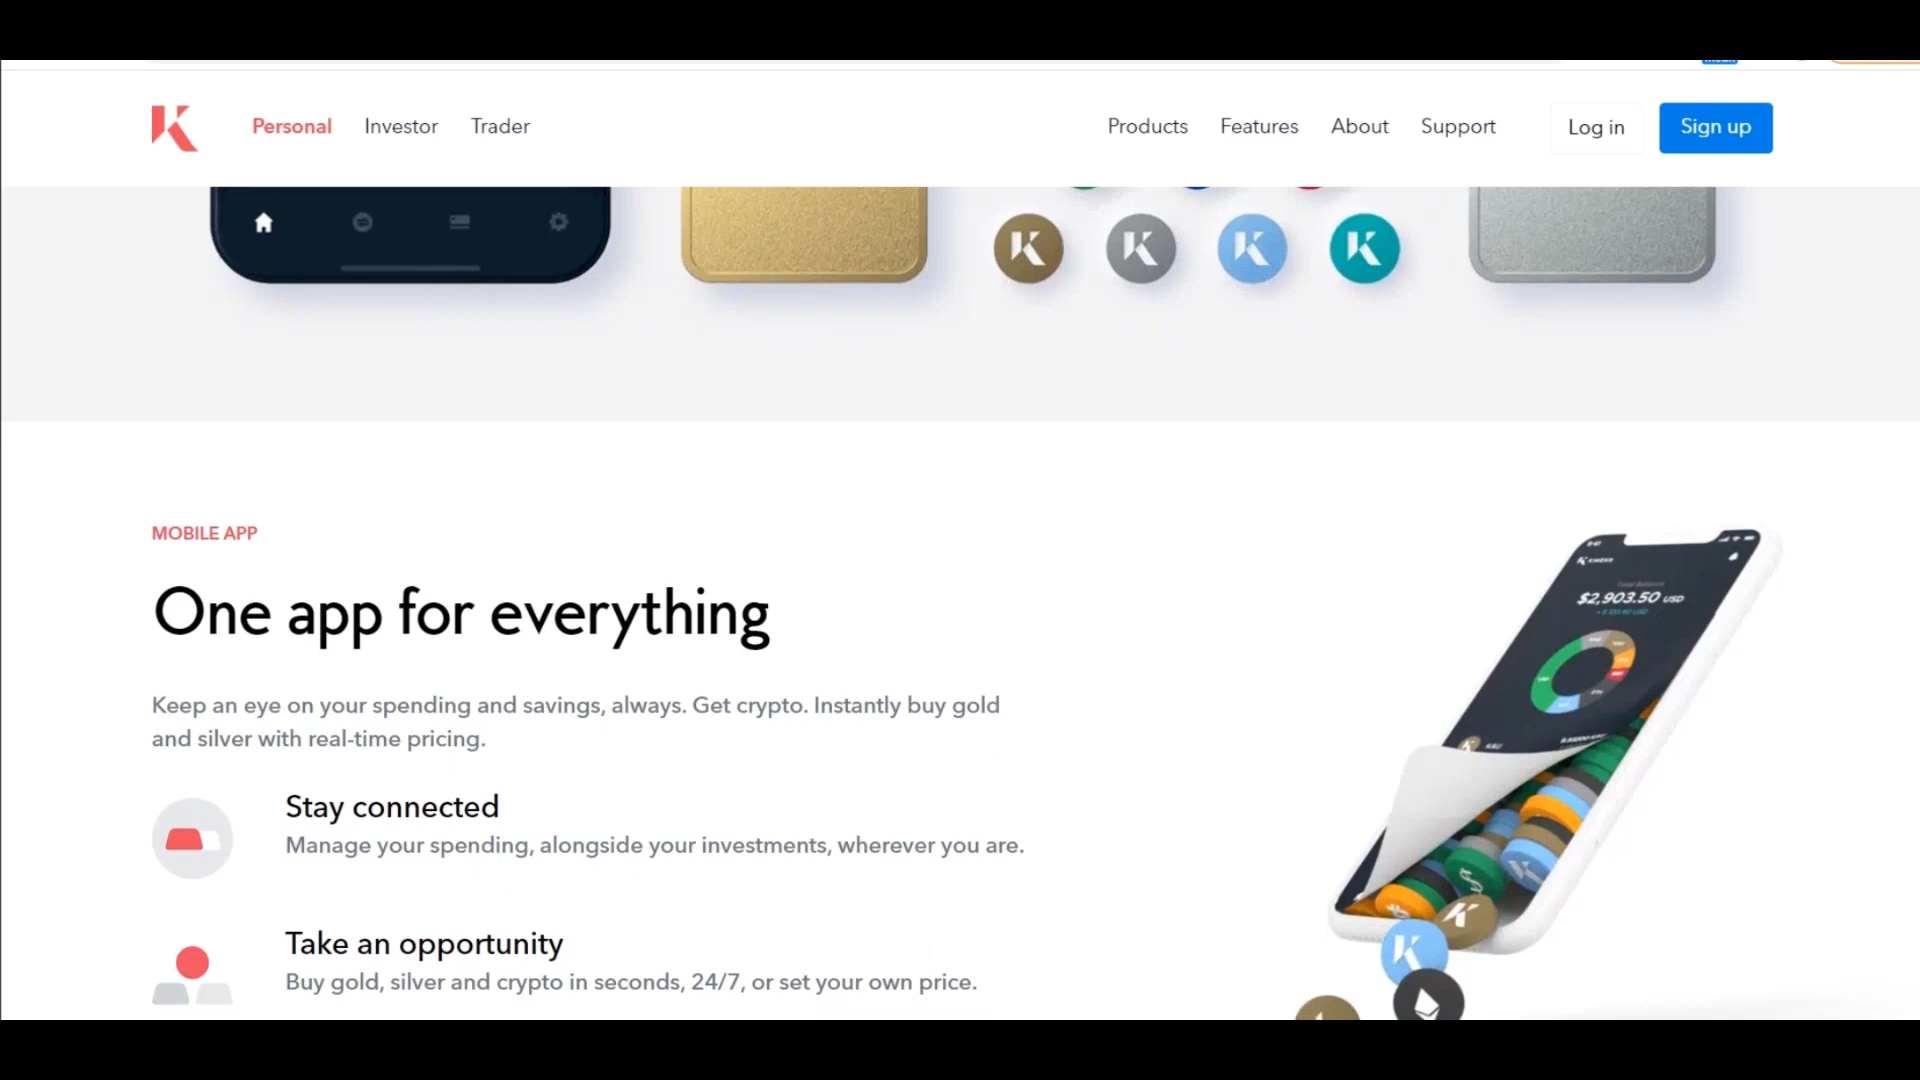 Personal Investor Trader Products Features About Support Log in Sign up
MOBILE APP
One app for everything
Keep an eye on your spending and savings, always. Get crypto. Instantly buy gold
and silver with real-time pricing.
Stay connected
Manage your spending, alongside your investments, wherever you are.
Take an opportunity
Buy gold, silver and crypto in seconds, 24/7, or set your own price.
Total Balance
$2,903.50 USD
KAU